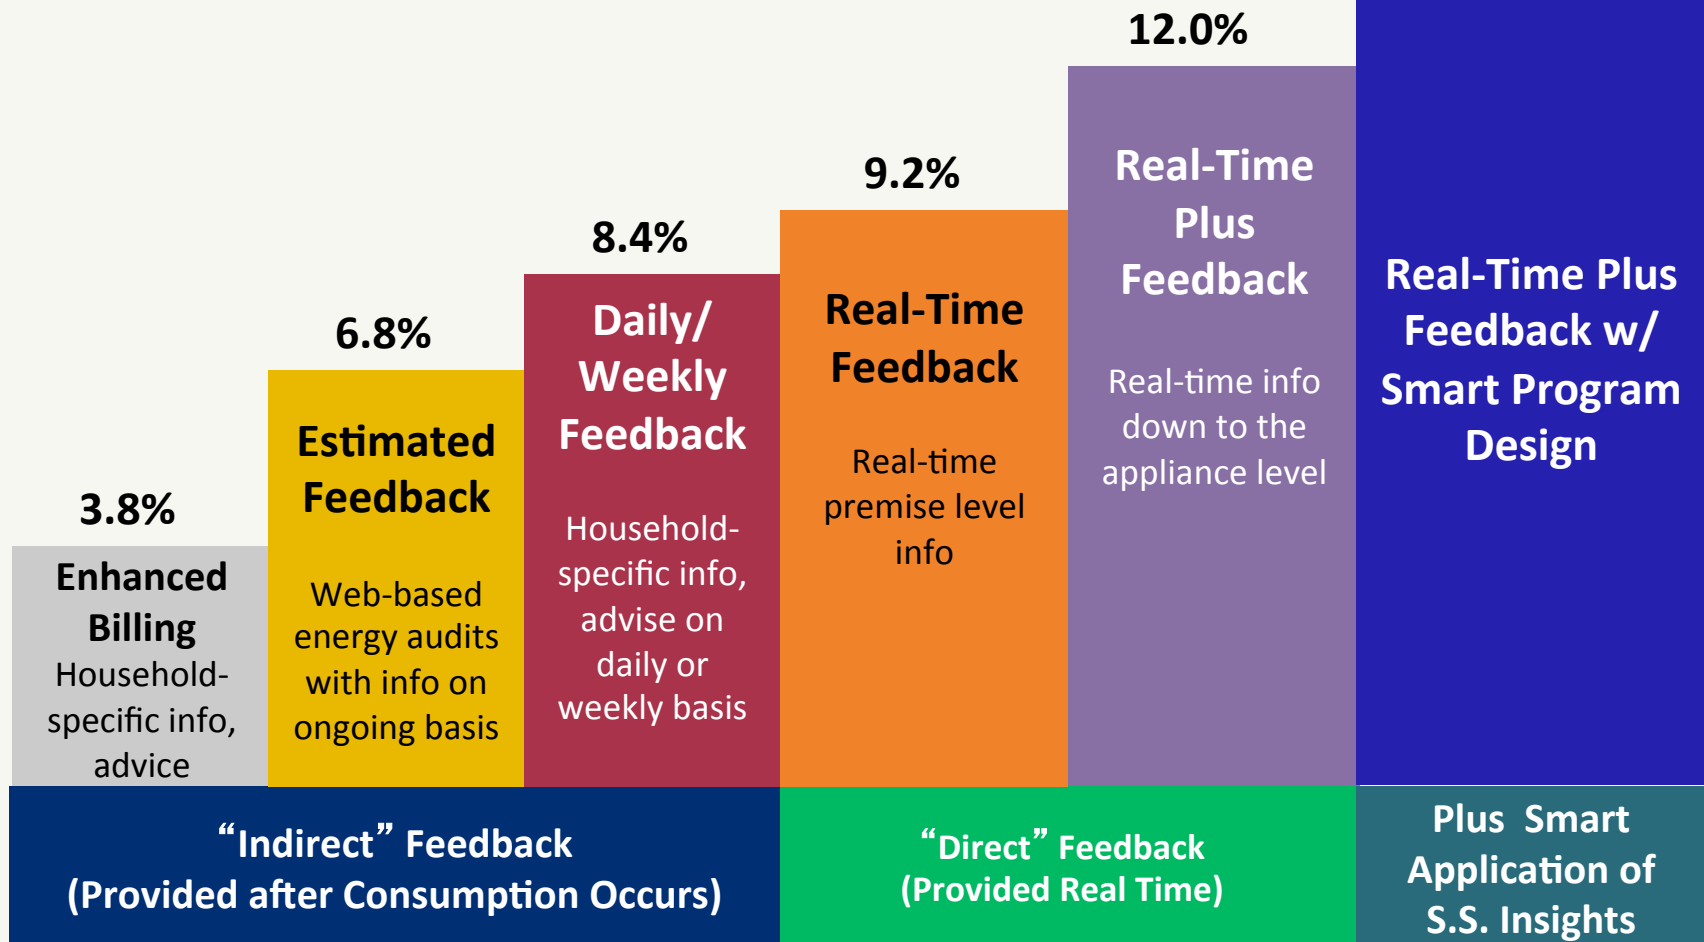 3.8%
Enhanced
Billing
Household-
specific info,
advice
6.8%
Estimated
Feedback
Web-based
energy audits
with info on
ongoing basis
8.4%
Daily/
Weekly
Feedback
Household-
specific info,
advise on
daily or
weekly basis
9.2%
Real-Time
Feedback
Real-time
premise level
info
12.0%
Real-Time
Plus
Feedback
Real-time info
down to the
appliance level
Real-Time Plus
Feedback w/
Smart Program
Design
“Indirect” Feedback
(Provided after Consumption Occurs)
“Direct” Feedback
(Provided Real Time)
Plus Smart
Application of
S.S. Insights